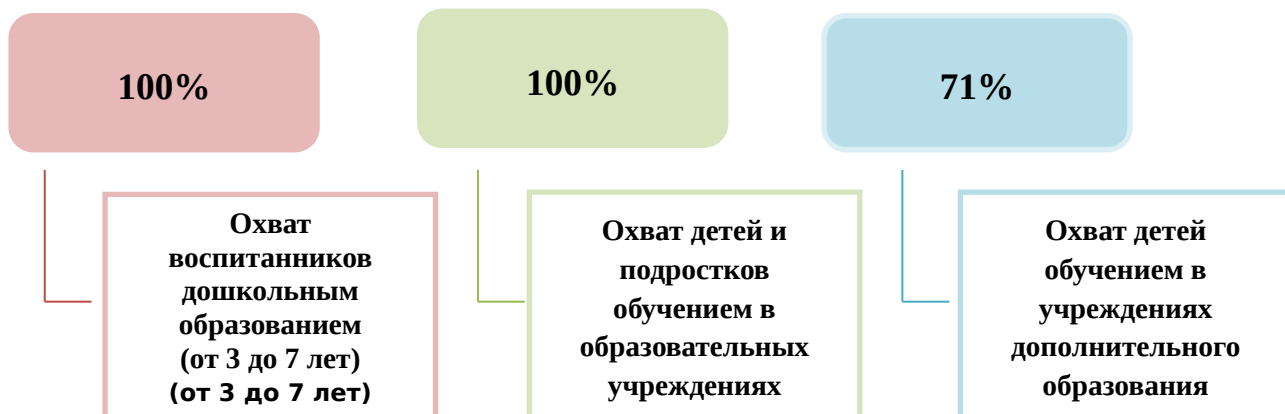 100%
100%
71%
Охват
воспитанников
дошкольным
образованием
(от 3 до 7 лет)
(от 3 до 7 лет)
Охват детей и
подростков
обучением в
образовательных
учреждениях
Охват детей
обучением в
учреждениях
дополнительного
образования